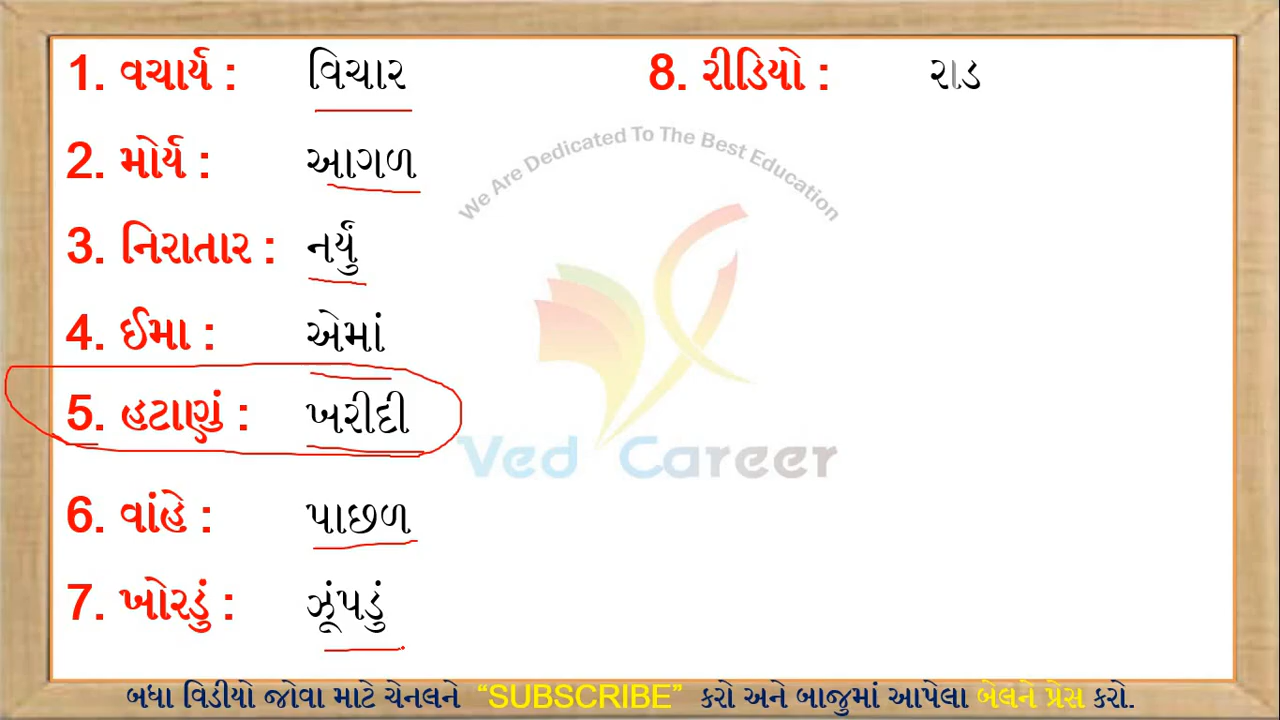 1. વચાર્ય : વિચાર
2. મોર્ય : આગળ
3. નિરાતાર : નર્યું
4. ઈમા : એમાં
5. હટાણું : ખરીદી
6. વાંહે : પાછળ
7. ખોરડું : ઝૂંપડું
8. રીડિયો : રાડ
We Are Dedicated To The Best Education
Ved Career
બધા વિડીયો જોવા માટે ચેનલને “SUBSCRIBE” કરો અને બાજુમાં આપેલા બેલને પ્રેસ કરો.